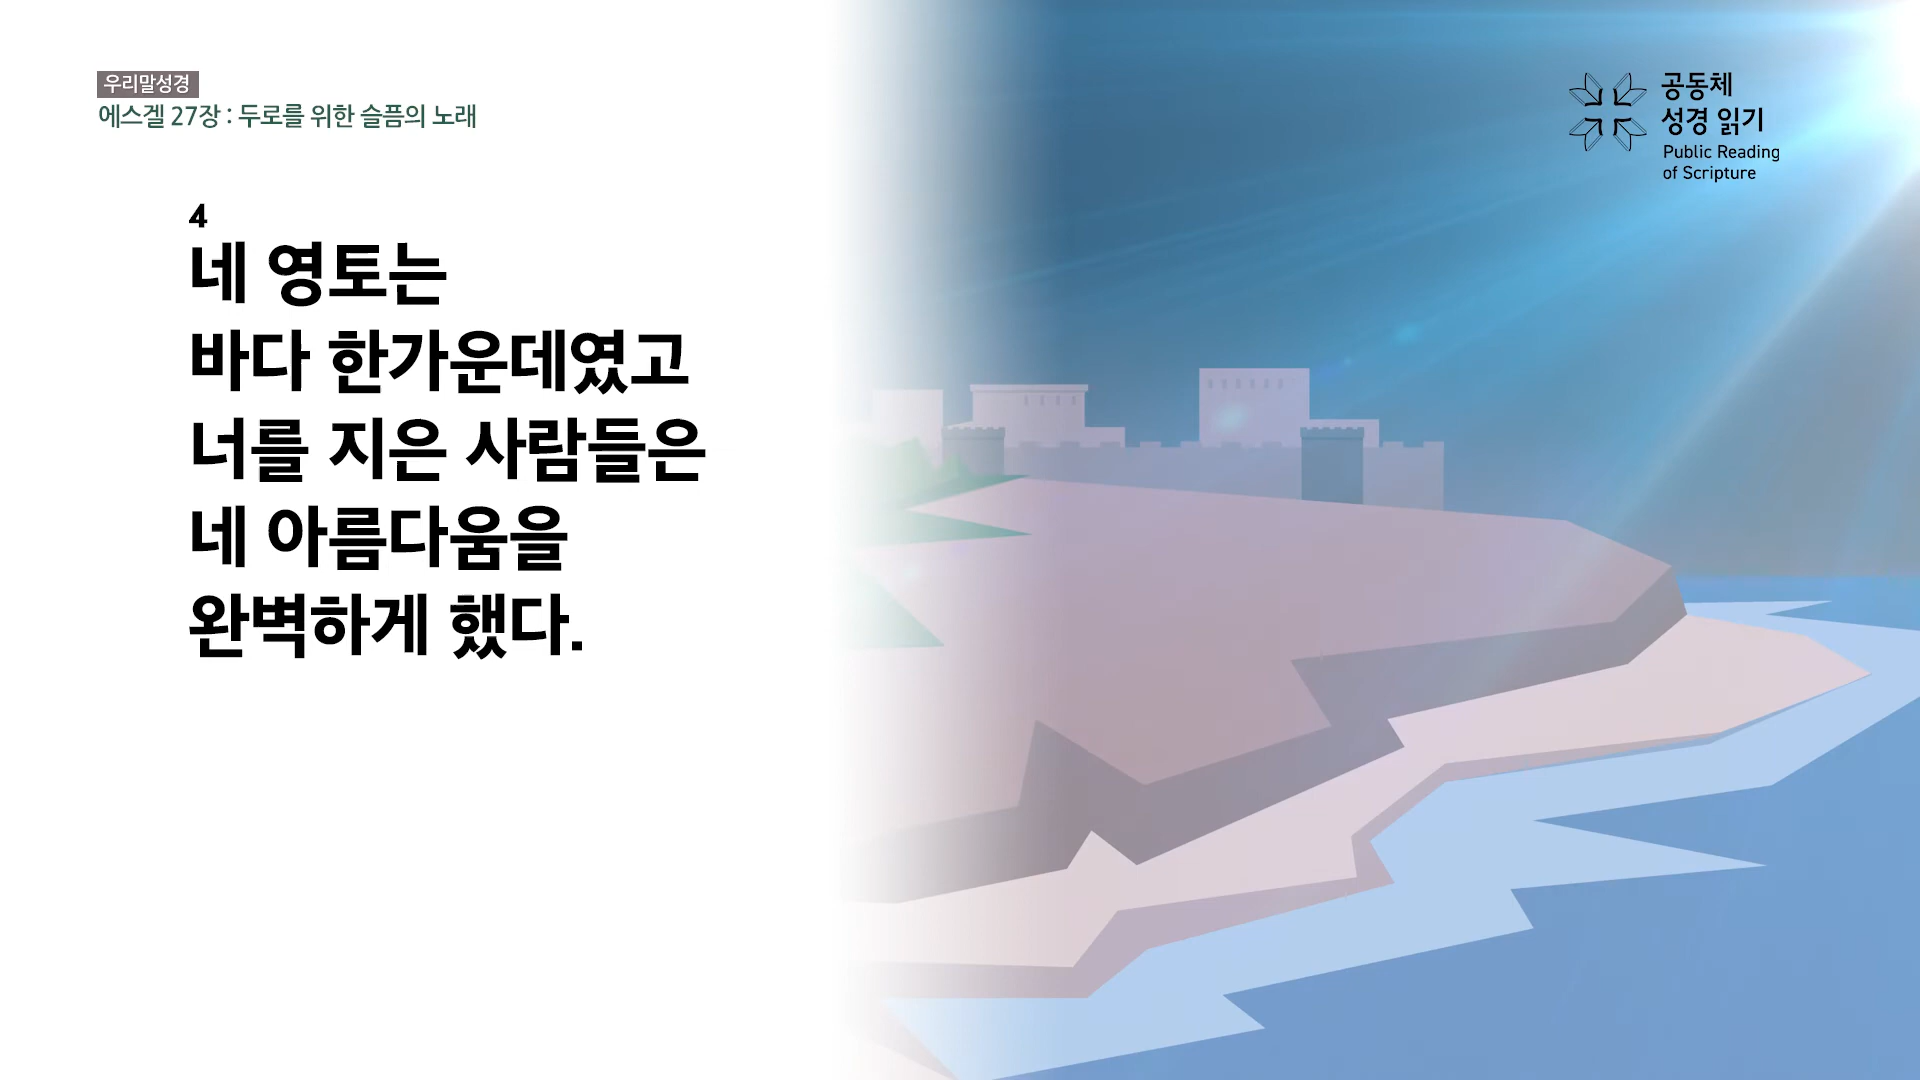 우리말성경
에스겔 27장 : 두로를 위한 슬픔의 노래
공동체
성경 읽기
Public Reading
of Scripture
4
네 영토는
바다 한가운데였고
너를 지은 사람들은
네 아름다움을
완벽하게 했다.